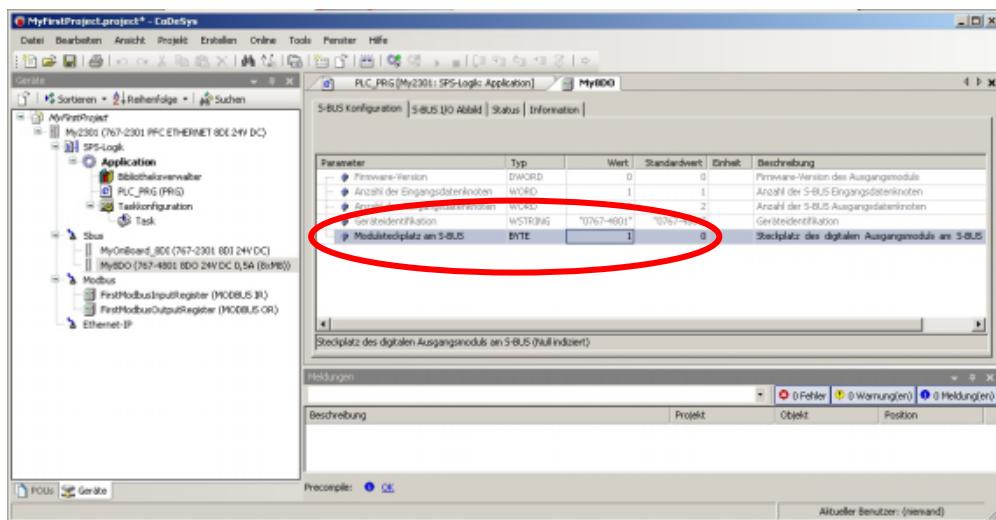 MyFirstProject.project* - CoDeSys
Datei Bearbeiten Ansicht Projekt Erstellen Online Tools Fenster Hilfe
Geräte
Sortieren Reihenfolge Suchen
MyFirstProject
My2301 (767-2301 PFC ETHERNET 8DI 24V DC)
SPS-Logik
Application
Bibliotheksverwalter
PLC_PRG (PRG)
Taskkonfiguration
Task
Sbus
MyOnBoard_8DI (767-2301 8DI 24V DC)
My8DO (767-4801 8DO 24V DC 0,5A (8xM8))
Modbus
FirstModbusInputRegister (MODBUS IR)
FirstModbusOutputRegister (MODBUS OR)
Ethernet-IP
POUs Geräte
PLC_PRG [My2301: SPS-Logik: Application] My8DO
S-BUS Konfiguration S-BUS I/O Abbild Status Information
Parameter Typ Wert Standardwert Einheit Beschreibung
Firmware-Version DWORD 0 0 Firmware-Version des Ausgangsmoduls
Anzahl der Eingangsdatenknoten WORD 1 1 Anzahl der S-BUS Eingangsdatenknoten
Anzahl der Ausgangsdatenknoten WORD 2 Anzahl der S-BUS Ausgangsdatenknoten
Geräteidentifikation WSTRING "0767-4801" Geräteidentifikation
Modulsteckplatz am S-BUS BYTE 1 0 Steckplatz des digitalen Ausgangsmoduls am S-BUS
Steckplatz des digitalen Ausgangsmoduls am S-BUS (Null indiziert)
Meldungen
0 Fehler 0 Warnung(en) 0 Meldung(en)
Beschreibung Projekt Objekt Position
Precompile: OK
Aktueller Benutzer: (niemand)